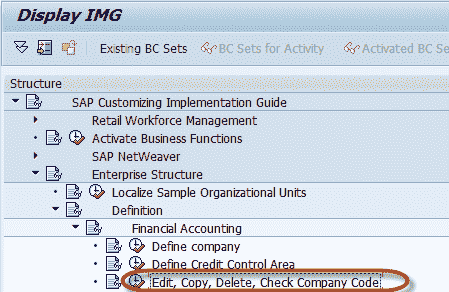 Display IMG
Existing BC Sets BC Sets for Activity Activated BC Se
Structure
SAP Customizing Implementation Guide
Retail Workforce Management
Activate Business Functions
SAP NetWeaver
Enterprise Structure
Localize Sample Organizational Units
Definition
Financial Accounting
Define company
Define Credit Control Area
Edit, Copy, Delete, Check Company Code